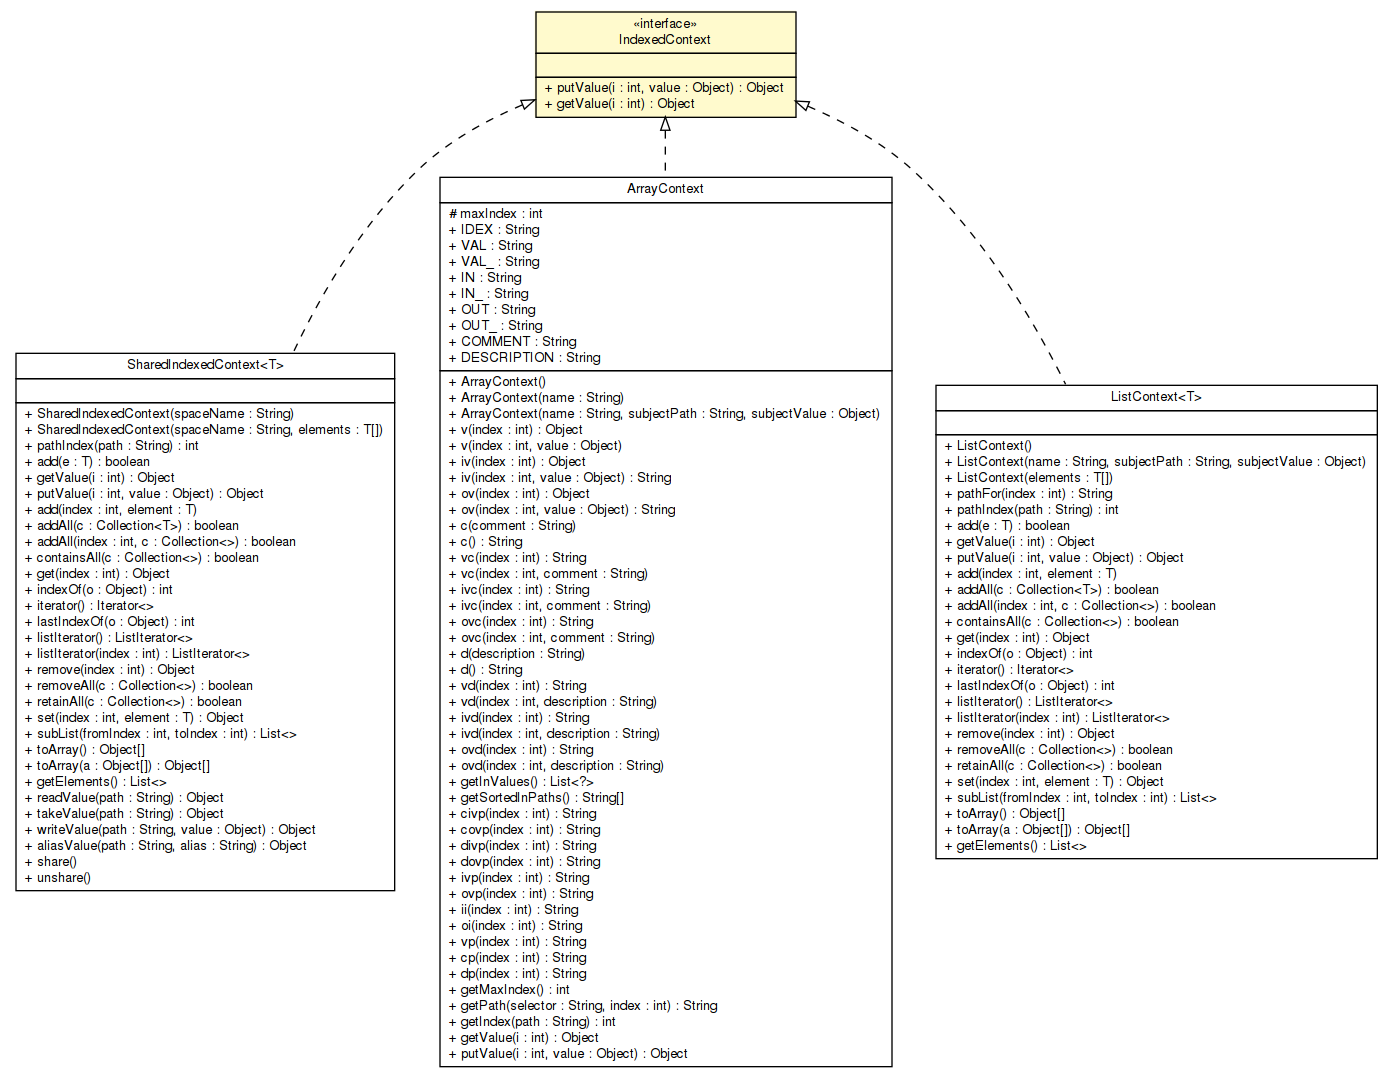 «interface»
IndexedContext
+ putValue(i : int, value : Object) : Object
+ getValue(i : int) : Object
SharedIndexedContext<T>
+ SharedIndexedContext(spaceName : String)
+ SharedIndexedContext(spaceName : String, elements : T[])
+ pathIndex(path : String) : int
+ add(e : T) : boolean
+ getValue(i : int) : Object
+ putValue(i : int, value : Object) : Object
+ add(index : int, element : T)
+ addAll(c : Collection<T>) : boolean
+ addAll(index : int, c : Collection<>) : boolean
+ containsAll(c : Collection<>) : boolean
+ get(index : int) : Object
+ indexOf(o : Object) : int
+ iterator() : Iterator<>
+ lastIndexOf(o : Object) : int
+ listIterator() : ListIterator<>
+ listIterator(index : int) : ListIterator<>
+ remove(index : int) : Object
+ removeAll(c : Collection<>) : boolean
+ retainAll(c : Collection<>) : boolean
+ set(index : int, element : T) : Object
+ subList(fromIndex : int, toIndex : int) : List<>
+ toArray() : Object[]
+ toArray(a : Object[]) : Object[]
+ getElements() : List<>
+ readValue(path : String) : Object
+ takeValue(path : String) : Object
+ writeValue(path : String, value : Object) : Object
+ aliasValue(path : String, alias : String) : Object
+ share()
+ unshare()
ArrayContext
# maxIndex : int
+ IDEX : String
+ VAL : String
+ VAL_ : String
+ IN : String
+ IN_ : String
+ OUT : String
+ OUT_ : String
+ COMMENT : String
+ DESCRIPTION : String
+ ArrayContext()
+ ArrayContext(name : String)
+ ArrayContext(name : String, subjectPath : String, subjectValue : Object)
+ v(index : int) : Object
+ v(index : int, value : Object)
+ iv(index : int) : Object
+ iv(index : int, value : Object) : String
+ ov(index : int) : Object
+ ov(index : int, value : Object) : String
+ c(comment : String)
+ c() : String
+ vc(index : int) : String
+ vc(index : int, comment : String)
+ ivc(index : int) : String
+ ivc(index : int, comment : String)
+ ovc(index : int) : String
+ ovc(index : int, comment : String)
+ d(description : String)
+ d() : String
+ vd(index : int) : String
+ vd(index : int, description : String)
+ ivd(index : int) : String
+ ivd(index : int, description : String)
+ ovd(index : int) : String
+ ovd(index : int, description : String)
+ getInValues() : List<?>
+ getSortedInPaths() : String[]
+ civp(index : int) : String
+ covp(index : int) : String
+ divp(index : int) : String
+ dovp(index : int) : String
+ ivp(index : int) : String
+ ovp(index : int) : String
+ ii(index : int) : String
+ oi(index : int) : String
+ vp(index : int) : String
+ cp(index : int) : String
+ dp(index : int) : String
+ getMaxIndex() : int
+ getPath(selector : String, index : int) : String
+ getIndex(path : String) : int
+ getValue(i : int) : Object
+ putValue(i : int, value : Object) : Object
ListContext<T>
+ ListContext()
+ ListContext(name : String, subjectPath : String, subjectValue : Object)
+ ListContext(elements : T[])
+ pathFor(index : int) : String
+ pathIndex(path : String) : int
+ add(e : T) : boolean
+ getValue(i : int) : Object
+ putValue(i : int, value : Object) : Object
+ add(index : int, element : T)
+ addAll(c : Collection<T>) : boolean
+ addAll(index : int, c : Collection<>) : boolean
+ containsAll(c : Collection<>) : boolean
+ get(index : int) : Object
+ indexOf(o : Object) : int
+ iterator() : Iterator<>
+ lastIndexOf(o : Object) : int
+ listIterator() : ListIterator<>
+ listIterator(index : int) : ListIterator<>
+ remove(index : int) : Object
+ removeAll(c : Collection<>) : boolean
+ retainAll(c : Collection<>) : boolean
+ set(index : int, element : T) : Object
+ subList(fromIndex : int, toIndex : int) : List<>
+ toArray() : Object[]
+ toArray(a : Object[]) : Object[]
+ getElements() : List<>